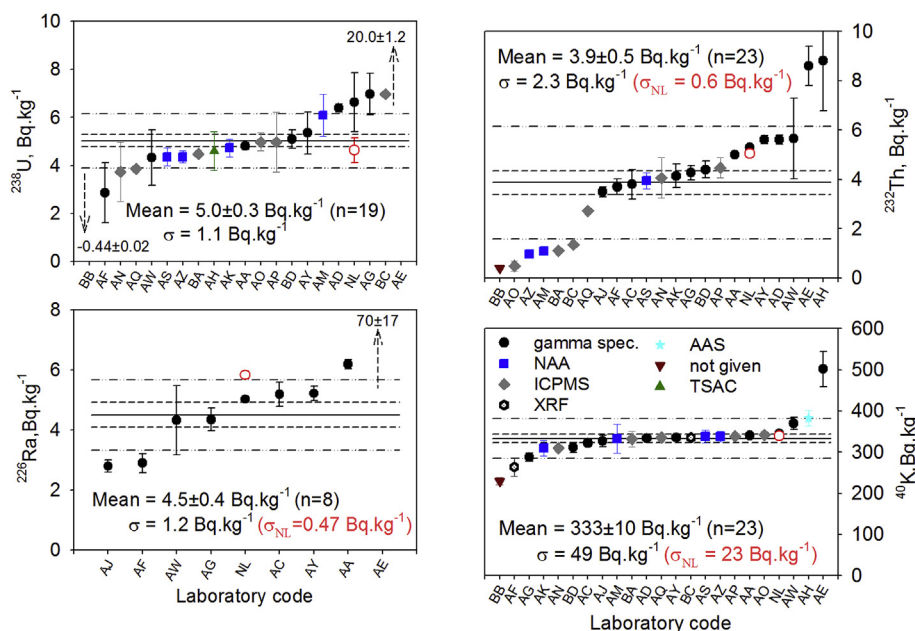 10
8
6
4
2
0
²³⁸U, Bq.kg⁻¹
20.0±1.2
-0.44±0.02
Mean = 5.0±0.3 Bq.kg⁻¹ (n=19)
σ = 1.1 Bq.kg⁻¹
BB AF AN AQ AW AS AZ BA AH AK AA AO AP BD AY AM AD NL AG BC AE
Mean = 3.9±0.5 Bq.kg⁻¹ (n=23)
σ = 2.3 Bq.kg⁻¹ (σNL = 0.6 Bq.kg⁻¹)
10
8
6
4
2
0
²³²Th, Bq.kg⁻¹
BB AO AZ AM BA BC AQ AJ AF AC AS AN AK AG BD AP AA NL AY AD AW AE AH
8
6
4
2
0
²²⁶Ra,Bq.kg⁻¹
70±17
Mean = 4.5±0.4 Bq.kg⁻¹ (n=8)
σ = 1.2 Bq.kg⁻¹ (σNL=0.47 Bq.kg⁻¹)
AJ AF AW AG NL AC AY AA AE
Laboratory code
gamma spec.
NAA
ICPMS
XRF
AAS
not given
TSAC
600
500
400
300
200
100
0
⁴⁰K,Bq.kg⁻¹
Mean = 333±10 Bq.kg⁻¹ (n=23)
σ = 49 Bq.kg⁻¹ (σNL = 23 Bq.kg⁻¹)
BB AF AG AK AN BD AC AJ AM BA AD AQ AY BC AS AZ AP AA AO NL AW AH AE
Laboratory code